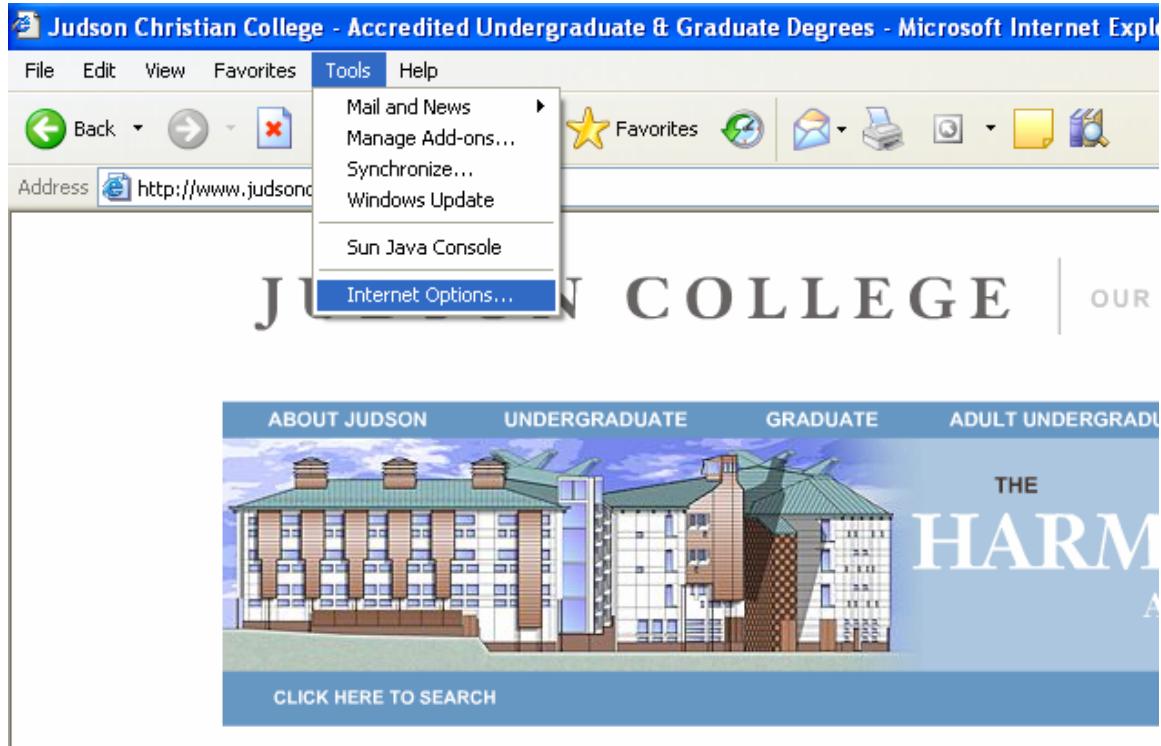 Judson Christian College - Accredited Undergraduate & Graduate Degrees - Microsoft Internet Explo
File Edit View Favorites Tools Help
Mail and News
Manage Add-ons...
Synchronize...
Windows Update
Sun Java Console
Internet Options...
Back Favorites
Address http://www.judsonc
COLLEGE OUR
ABOUT JUDSON UNDERGRADUATE GRADUATE ADULT UNDERGRADU
THE
HARM
A
CLICK HERE TO SEARCH